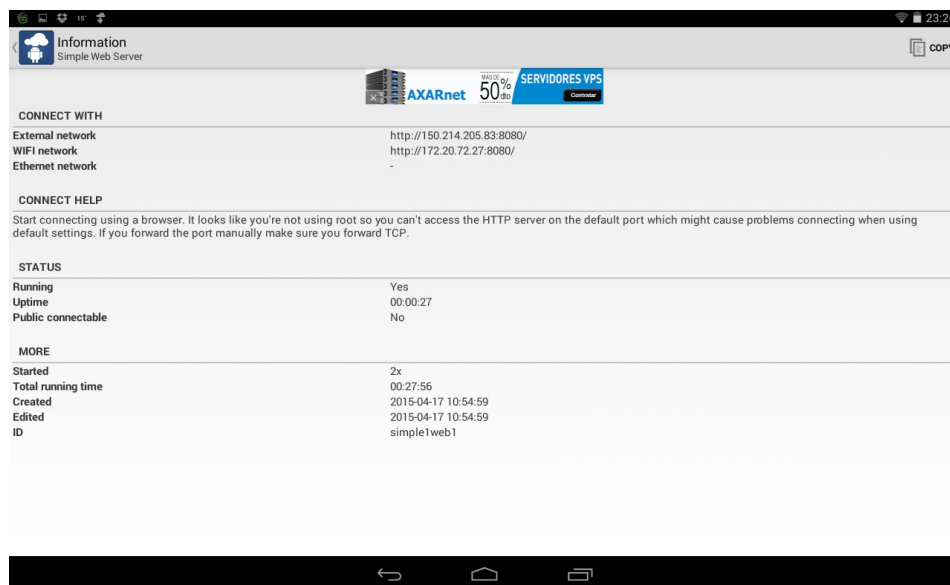 15°
23:2
Information
Simple Web Server
COPY
AXARnet
MÁS DE
50% dto
SERVIDORES VPS
Contratar
CONNECT WITH
External network http://150.214.205.83:8080/
WIFI network http://172.20.72.27:8080/
Ethernet network -
CONNECT HELP
Start connecting using a browser. It looks like you're not using root so you can't access the HTTP server on the default port which might cause problems connecting when using
default settings. If you forward the port manually make sure you forward TCP.
STATUS
Running Yes
Uptime 00:00:27
Public connectable No
MORE
Started 2x
Total running time 00:27:56
Created 2015-04-17 10:54:59
Edited 2015-04-17 10:54:59
ID simple1web1